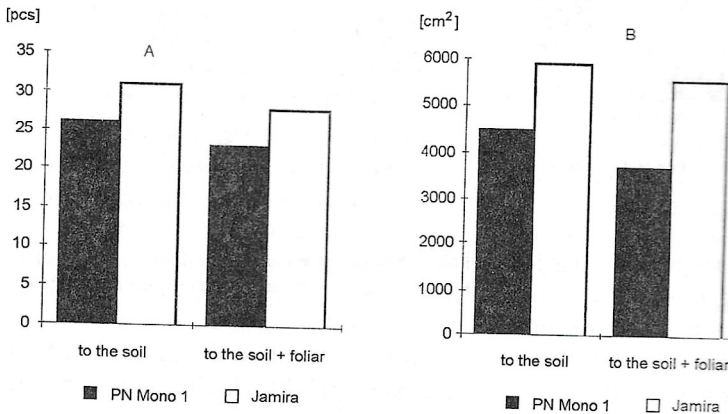 [pcs]
A
35
30
25
20
15
10
5
0
to the soil
to the soil + foliar
PN Mono 1
Jamira
[cm²]
B
6000
5000
4000
3000
2000
1000
0
to the soil
to the soil + foliar
PN Mono 1
Jamira